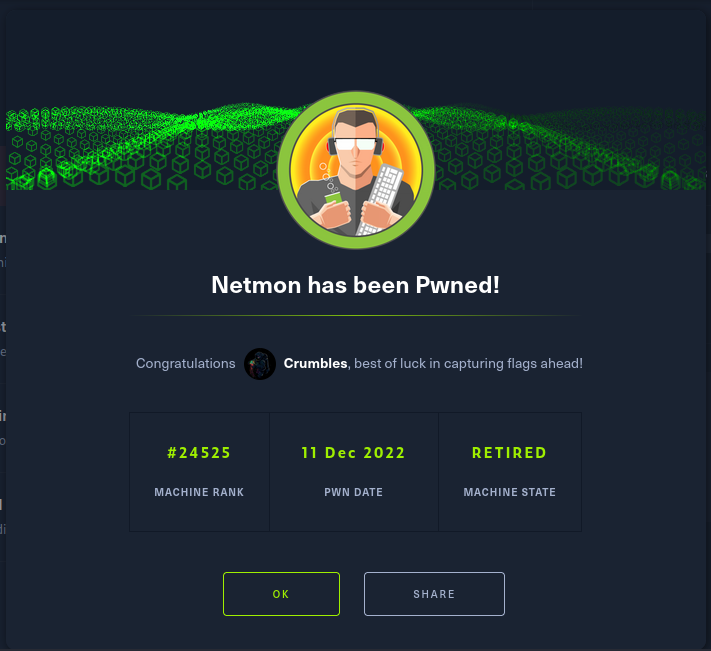 Netmon has been Pwned!
Congratulations Crumbles, best of luck in capturing flags ahead!
#24525 11 Dec 2022 RETIRED
MACHINE RANK PWN DATE MACHINE STATE
OK SHARE